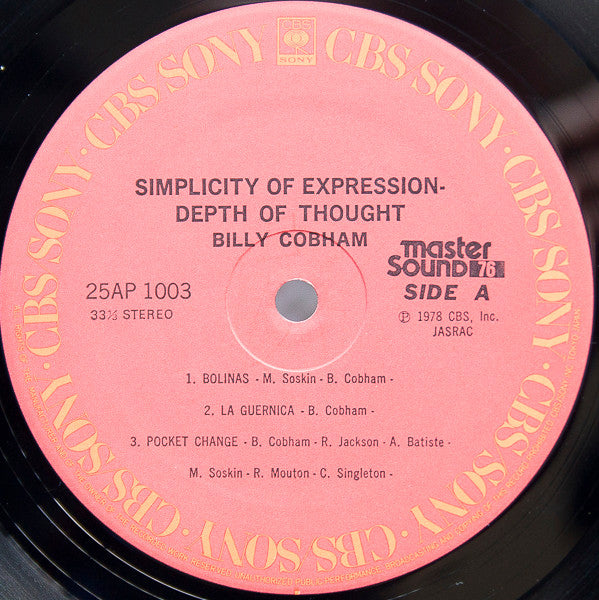 CBS
SONY
CBS SONY · CBS SONY · CBS SONY · CBS SONY · CBS SONY · CBS SONY ·
SIMPLICITY OF EXPRESSION-
DEPTH OF THOUGHT
BILLY COBHAM
master
Sound 76
25AP 1003
SIDE A
33⅓ STEREO
Ⓟ 1978 CBS, Inc.
JASRAC
1. BOLINAS - M. Soskin - B. Cobham -
2. LA GUERNICA - B. Cobham -
3. POCKET CHANGE - B. Cobham - R. Jackson - A. Batiste -
M. Soskin - R. Mouton - C. Singleton -